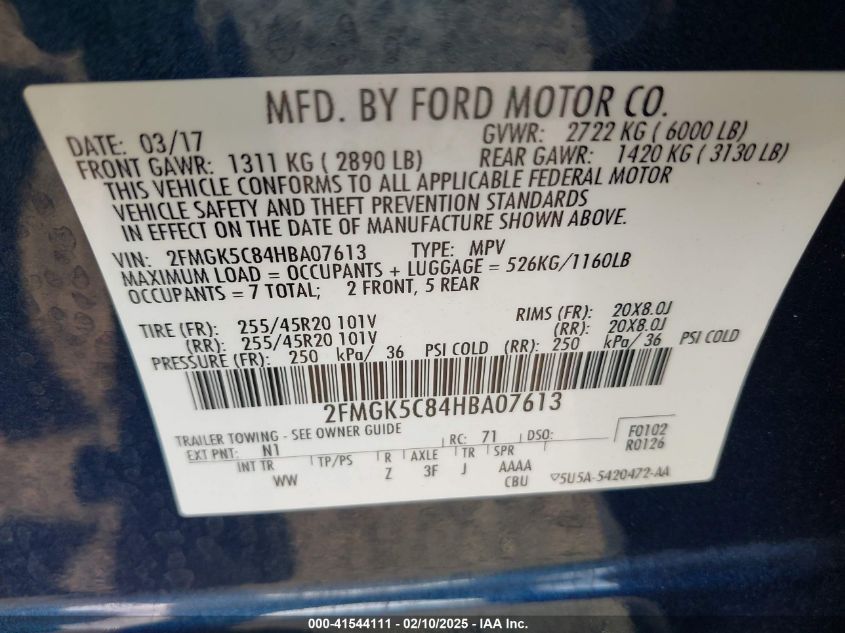 MFD. BY FORD MOTOR CO.
DATE: 03/17 GVWR: 2722 KG ( 6000 LB)
FRONT GAWR: 1311 KG ( 2890 LB) REAR GAWR: 1420 KG ( 3130 LB)
THIS VEHICLE CONFORMS TO ALL APPLICABLE FEDERAL MOTOR
VEHICLE SAFETY AND THEFT PREVENTION STANDARDS
IN EFFECT ON THE DATE OF MANUFACTURE SHOWN ABOVE.
VIN: 2FMGK5C84HBA07613 TYPE: MPV
MAXIMUM LOAD = OCCUPANTS + LUGGAGE = 526KG/1160LB
OCCUPANTS = 7 TOTAL; 2 FRONT, 5 REAR
TIRE (FR): 255/45R20 101V RIMS (FR): 20X8.0J
(RR): 255/45R20 101V (RR): 20X8.0J
PRESSURE (FR): 250 kPa/ 36 PSI COLD (RR): 250 kPa/ 36 PSI COLD
2FMGK5C84HBA07613
TRAILER TOWING - SEE OWNER GUIDE
EXT PNT: N1 RC: 71 DSO: F0102
R0126
INT TR TP/PS R AXLE TR SPR
WW Z 3F J AAAA
CBU
5U5A-5420472-AA
000-41544111 - 02/10/2025 - IAA Inc.